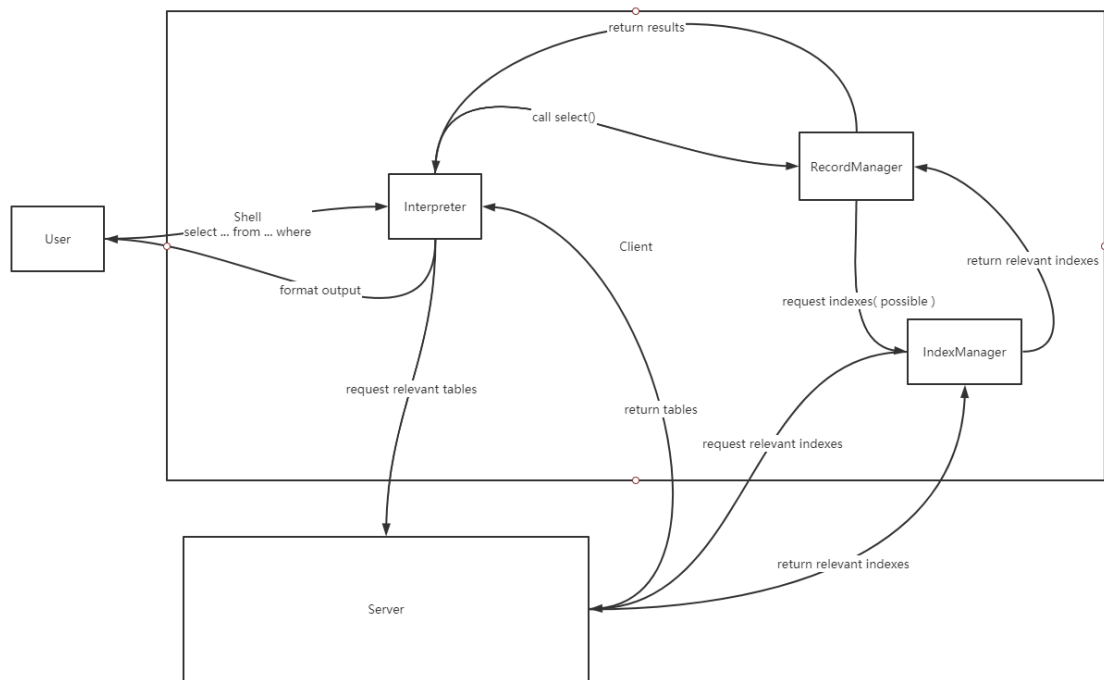 return results
call select()
RecordManager
Interpreter
Shell
select ... from ... where
User
Client
return relevant indexes
format output
request indexes( possible )
IndexManager
request relevant tables
return tables
request relevant indexes
return relevant indexes
Server